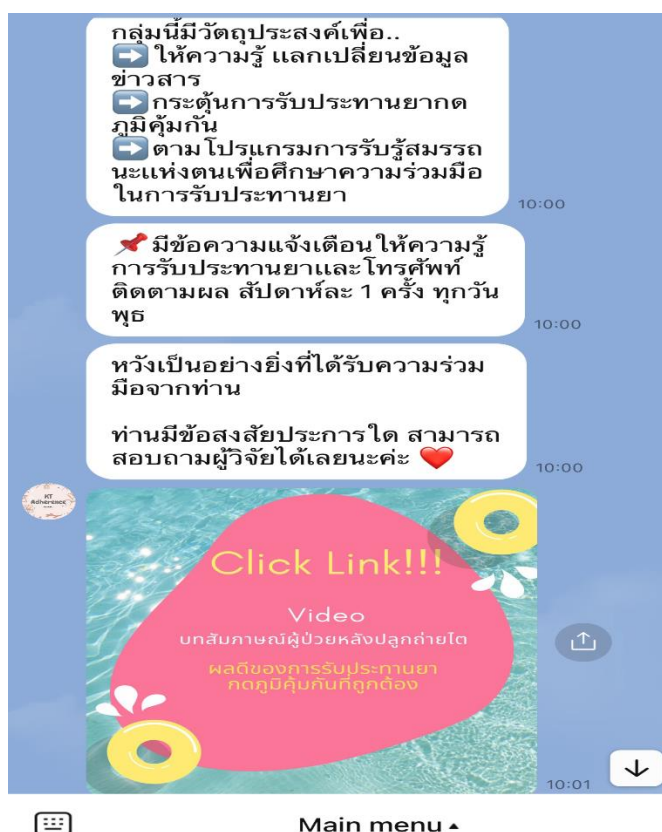 กลุ่มนี้มีวัตถุประสงค์เพื่อ..
➡️ ให้ความรู้ แลกเปลี่ยนข้อมูล
ข่าวสาร
➡️ กระตุ้นการรับประทานยากด
ภูมิคุ้มกัน
➡️ ตามโปรแกรมการรับรู้สมรรถ
นะแห่งตนเพื่อศึกษาความร่วมมือ
ในการรับประทานยา
10:00
📌 มีข้อความแจ้งเตือนให้ความรู้
การรับประทานยาและโทรศัพท์
ติดตามผล สัปดาห์ละ 1 ครั้ง ทุกวัน
พุธ
10:00
หวังเป็นอย่างยิ่งที่ได้รับความร่วม
มือจากท่าน
ท่านมีข้อสงสัยประการใด สามารถ
สอบถามผู้วิจัยได้เลยนะค่ะ ❤️
10:00
KT
Adherence
Click Link!!!
Video
บทสัมภาษณ์ผู้ป่วยหลังปลูกถ่ายไต
ผลดีของการรับประทานยา
กดภูมิคุ้มกันที่ถูกต้อง
10:01
Main menu